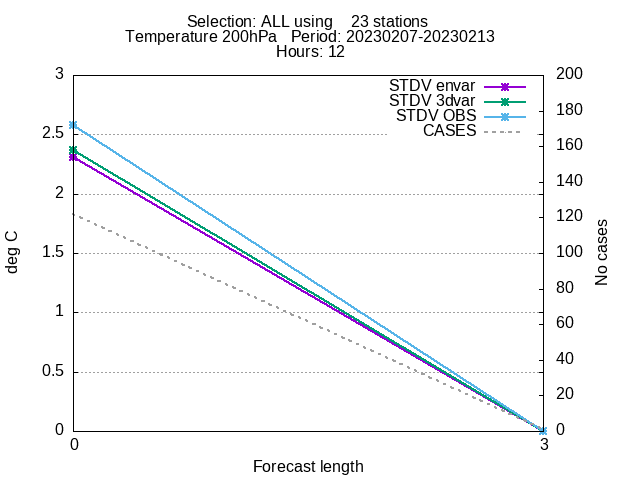 Selection: ALL using    23 stations
Temperature 200hPa   Period: 20230207-20230213
Hours: 12
3
2.5
2
1.5
1
0.5
0
deg C
STDV envar
STDV 3dvar
STDV OBS
CASES
200
180
160
140
120
100
80
60
40
20
0
No cases
0
3
Forecast length